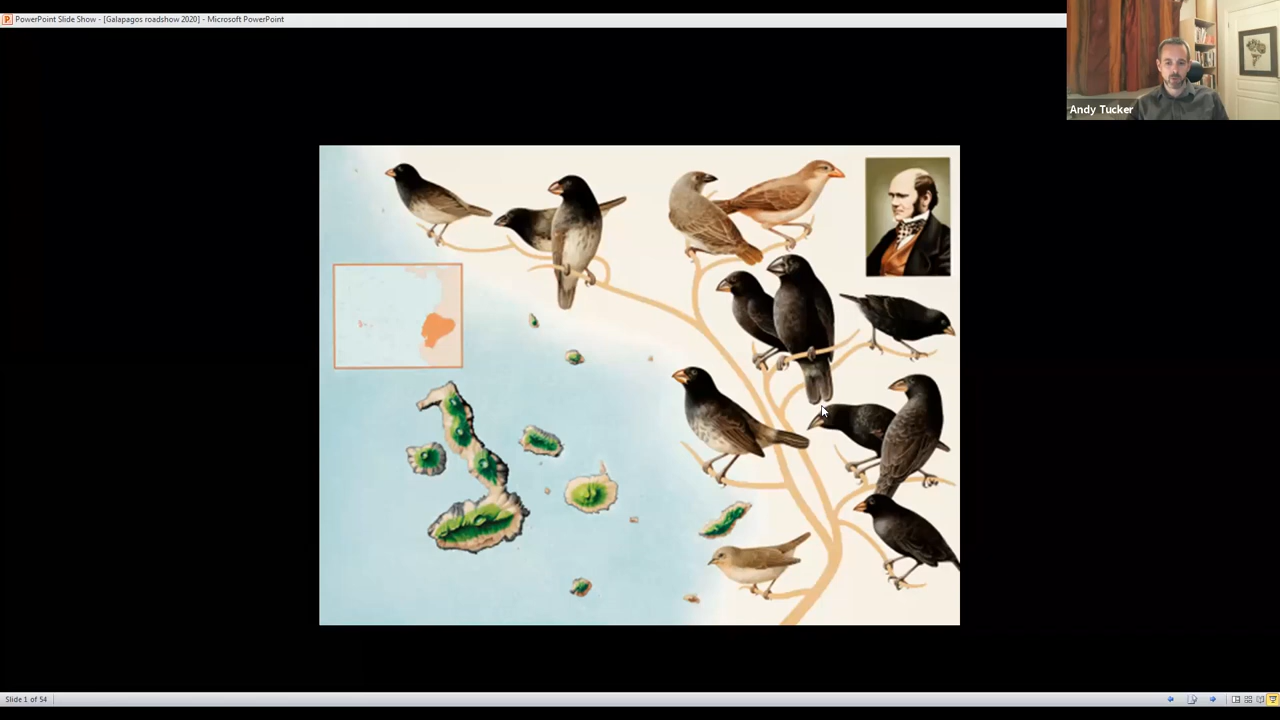 PowerPoint Slide Show - [Galapagos roadshow 2020] - Microsoft PowerPoint
Andy Tucker
Slide 1 of 54